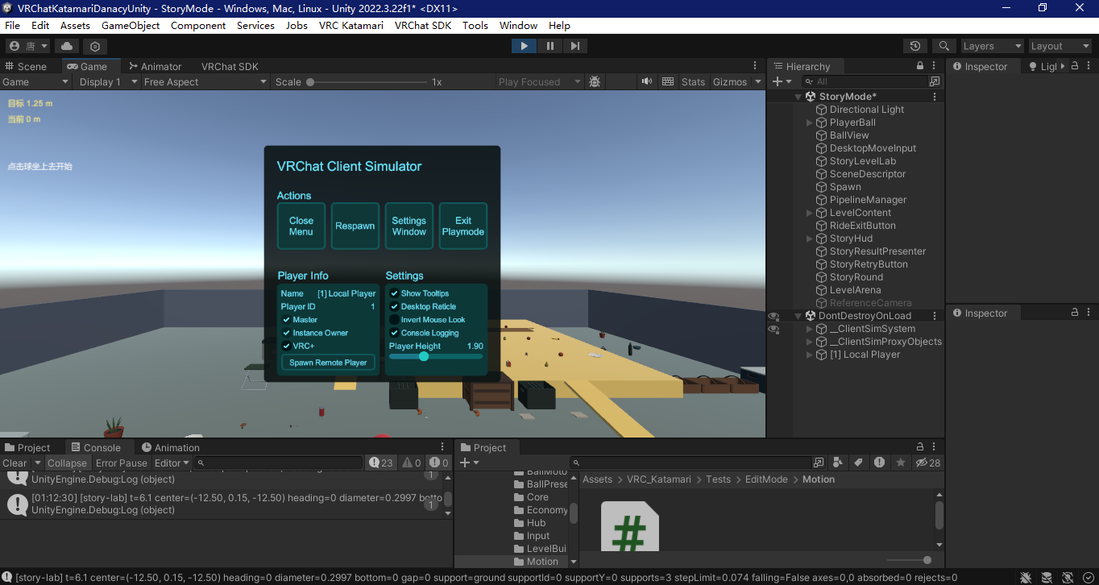 VRChatKatamariDanacyUnity - StoryMode - Windows, Mac, Linux - Unity 2022.3.22f1* <DX11>
File Edit Assets GameObject Component Services Jobs VRC Katamari VRChat SDK Tools Window Help
唐 Layers Layout
Scene Game Animator VRChat SDK
Game Display 1 Free Aspect Scale 1x Play Focused Stats Gizmos
目标 1.25 m
当前 0 m
点击球坐上去开始
VRChat Client Simulator
Actions
Close Menu
Respawn
Settings Window
Exit Playmode
Player Info
Name [1] Local Player
Player ID 1
Master
Instance Owner
VRC+
Spawn Remote Player
Settings
Show Tooltips
Desktop Reticle
Invert Mouse Look
Console Logging
Player Height 1.90
Hierarchy
All
StoryMode*
Directional Light
PlayerBall
BallView
DesktopMoveInput
StoryLevelLab
SceneDescriptor
Spawn
PipelineManager
LevelContent
RideExitButton
StoryHud
StoryResultPresenter
StoryRetryButton
StoryRound
LevelArena
ReferenceCamera
DontDestroyOnLoad
__ClientSimSystem
__ClientSimProxyObjects
[1] Local Player
Inspector Ligl
Inspector
Project Console Animation
Clear Collapse Error Pause Editor 23 0 0
UnityEngine.Debug:Log (object) 1
[01:12:30] [story-lab] t=6.1 center=(-12.50, 0.15, -12.50) heading=0 diameter=0.2997 botto
UnityEngine.Debug:Log (object) 1
Project
28
BallPrese
Core
Economy
Hub
Input
LevelBui
Motion
Assets > VRC_Katamari > Tests > EditMode > Motion
#
[story-lab] t=6.1 center=(-12.50, 0.15, -12.50) heading=0 diameter=0.2997 bottom=0 gap=0 support=ground supportId=0 supportY=0 supports=3 stepLimit=0.074 falling=False axes=0,0 absorbed=0 rejects=0